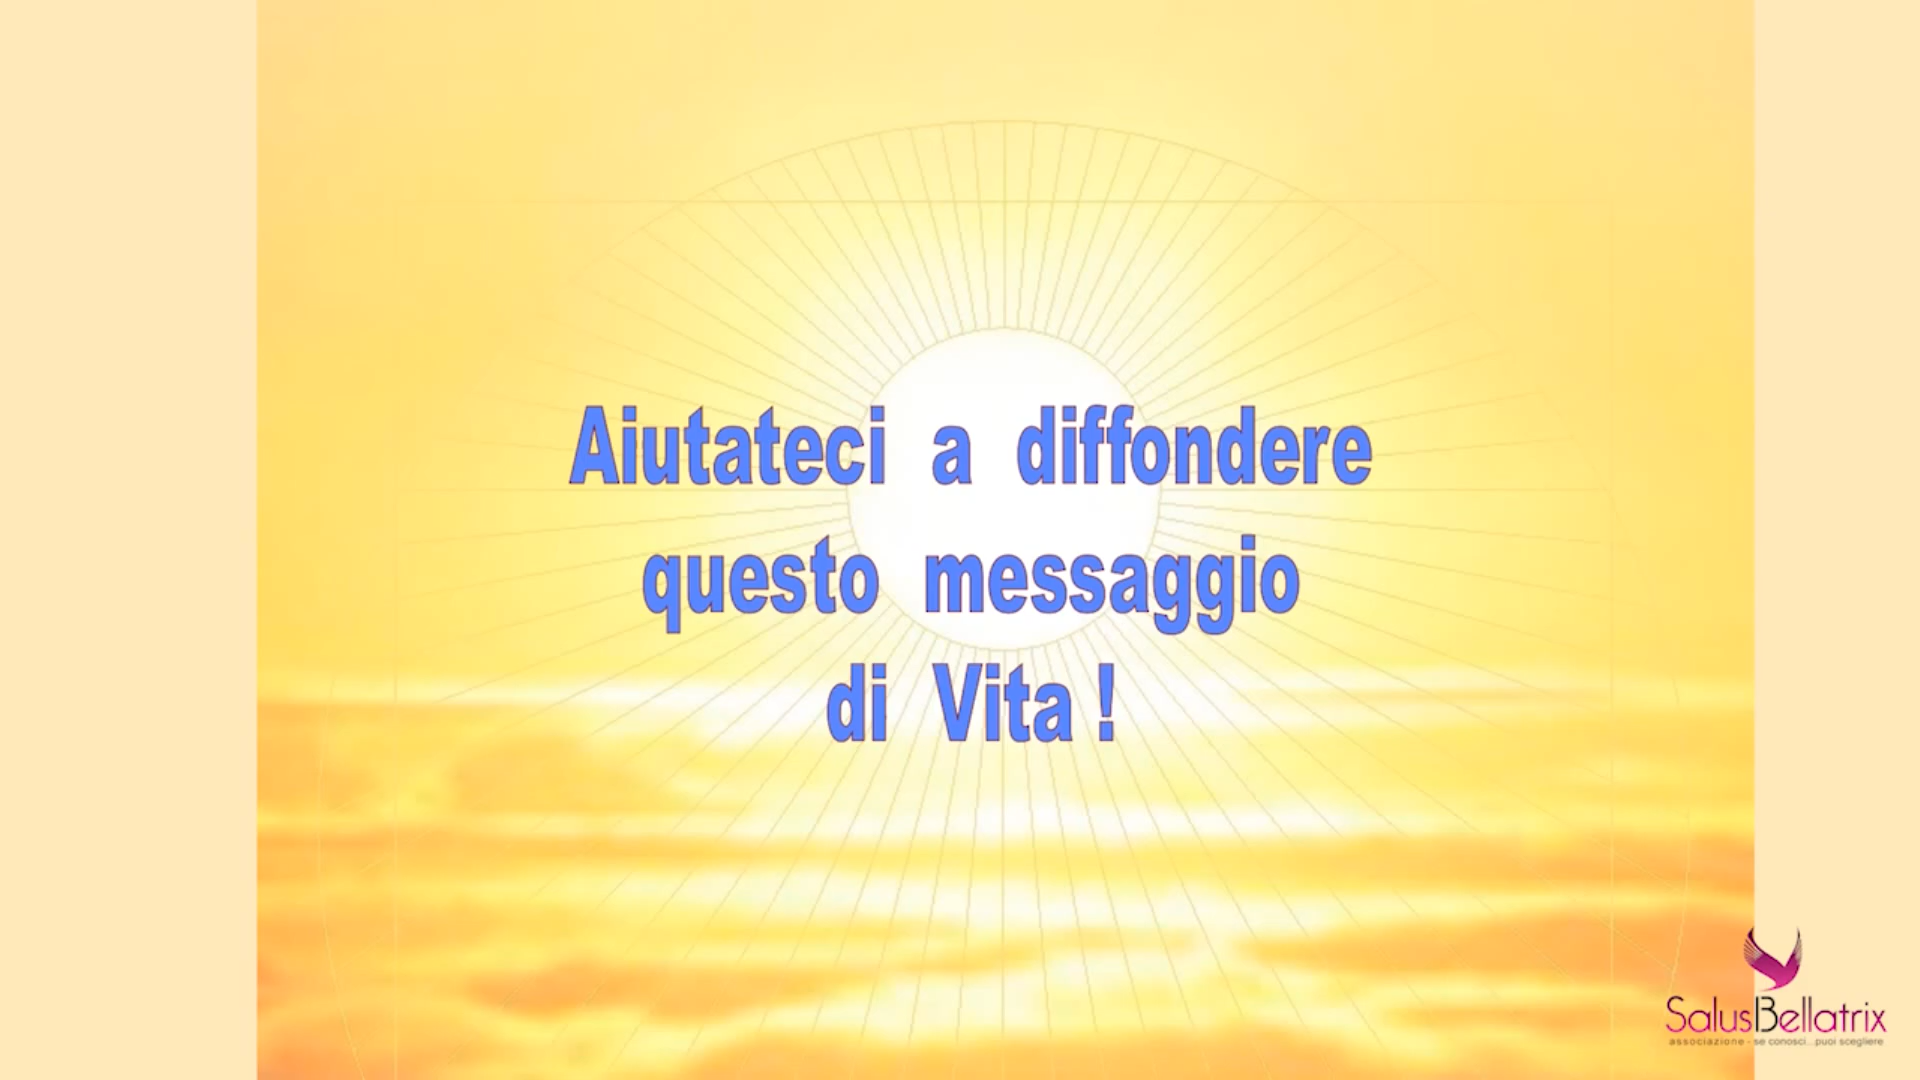 Aiutateci a diffondere
questo messaggio
di Vita !
SalusBellatrix
associazione - se conosci...puoi scegliere